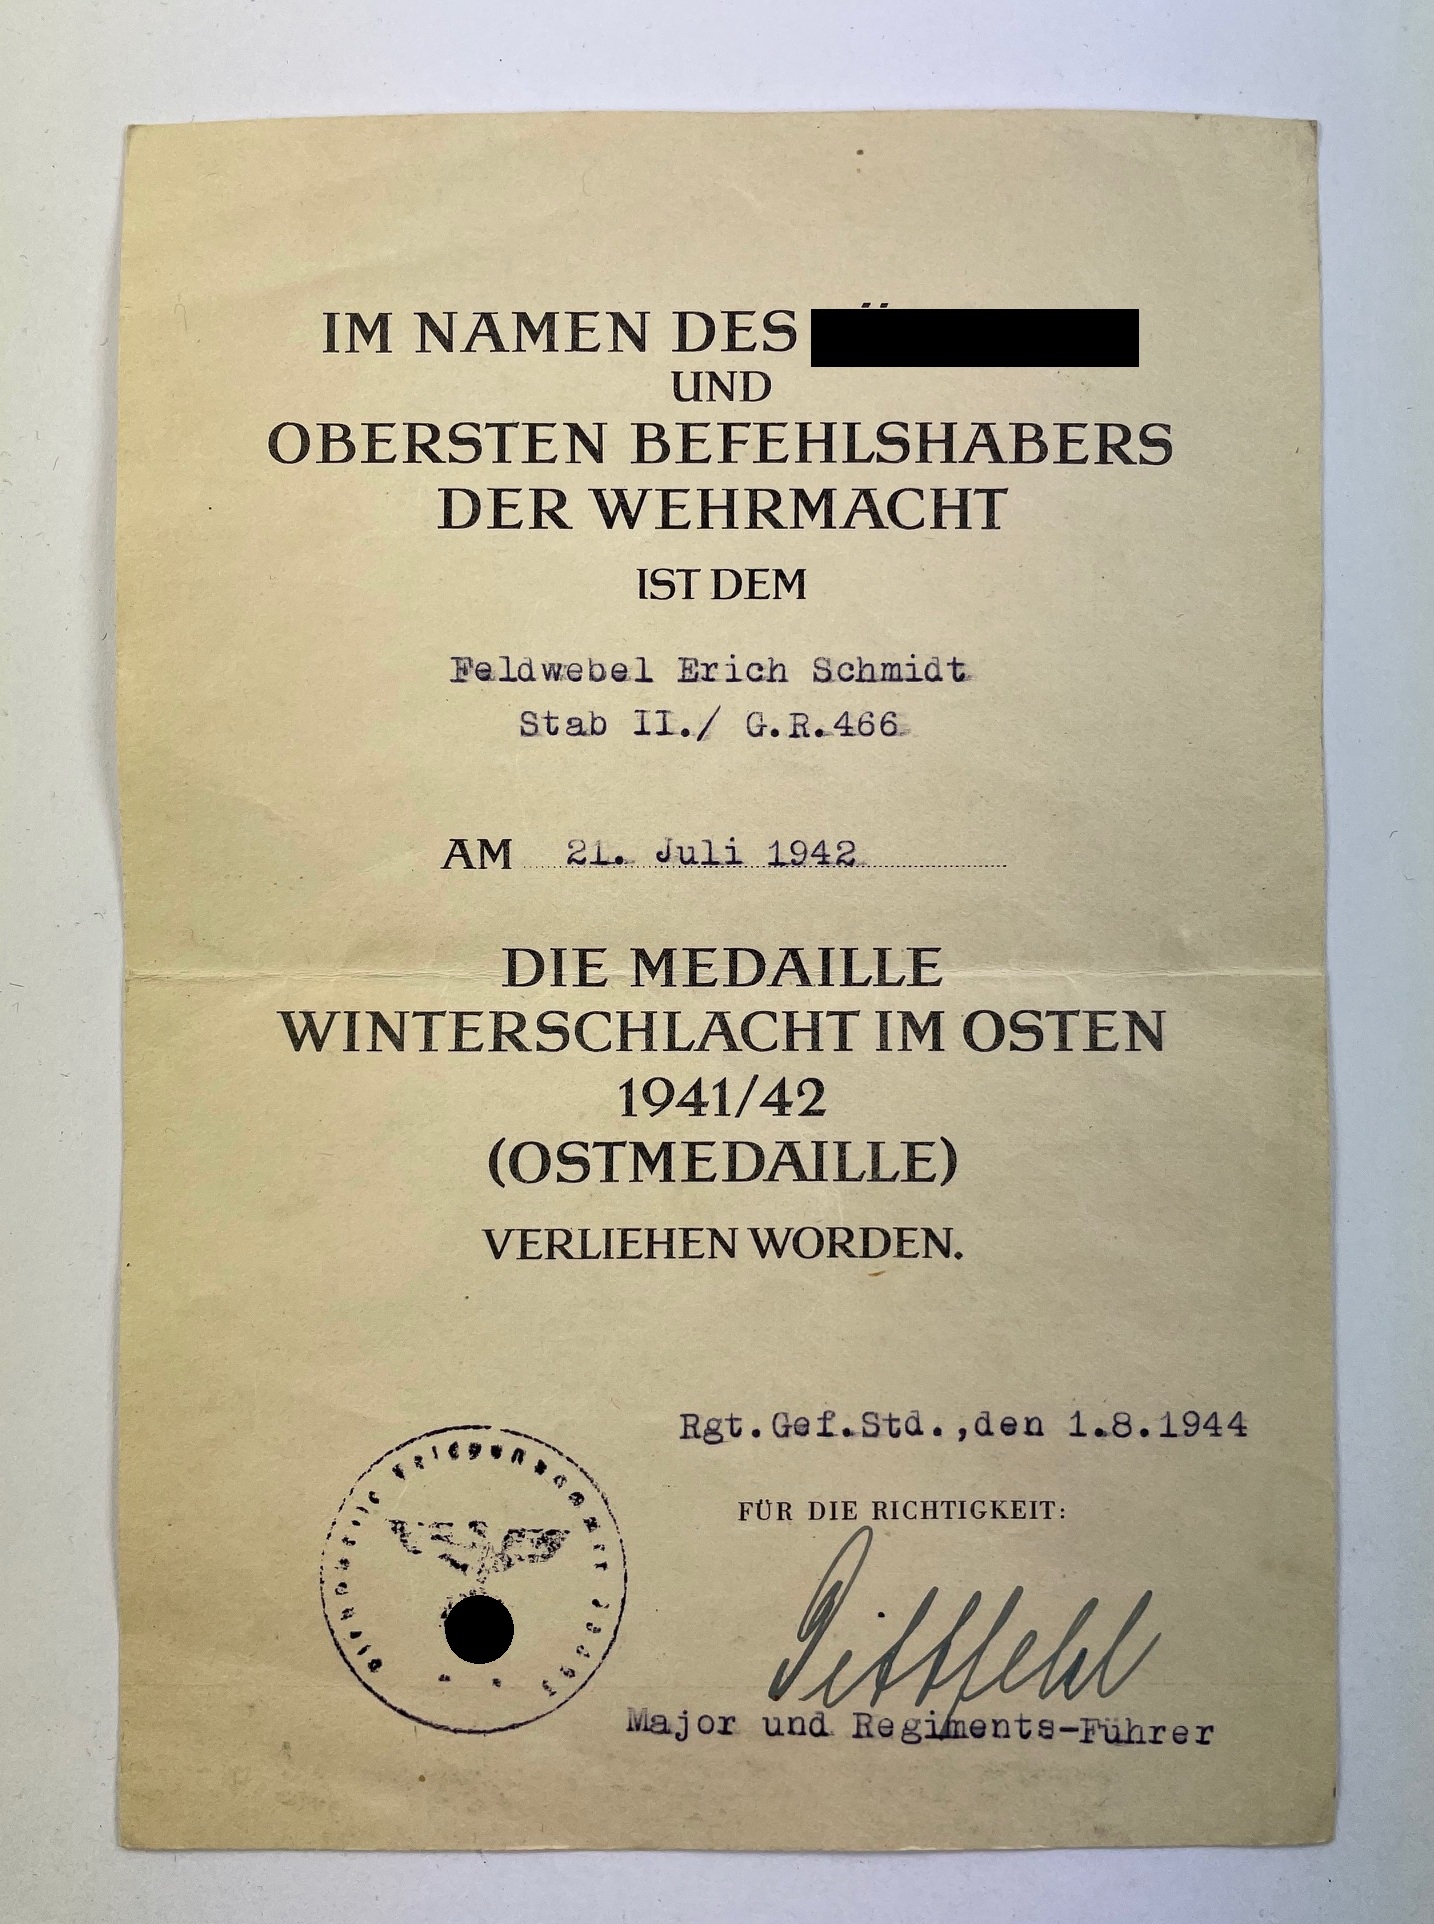 IM NAMEN DES
UND
OBERSTEN BEFEHLSHABERS
DER WEHRMACHT
IST DEM
Feldwebel Erich Schmidt
Stab II./ G.R.466
AM 21. Juli 1942
DIE MEDAILLE
WINTERSCHLACHT IM OSTEN
1941/42
(OSTMEDAILLE)
VERLIEHEN WORDEN.
Rgt.Gef.Std.,den 1.8.1944
FÜR DIE RICHTIGKEIT:
Major und Regiments-Führer